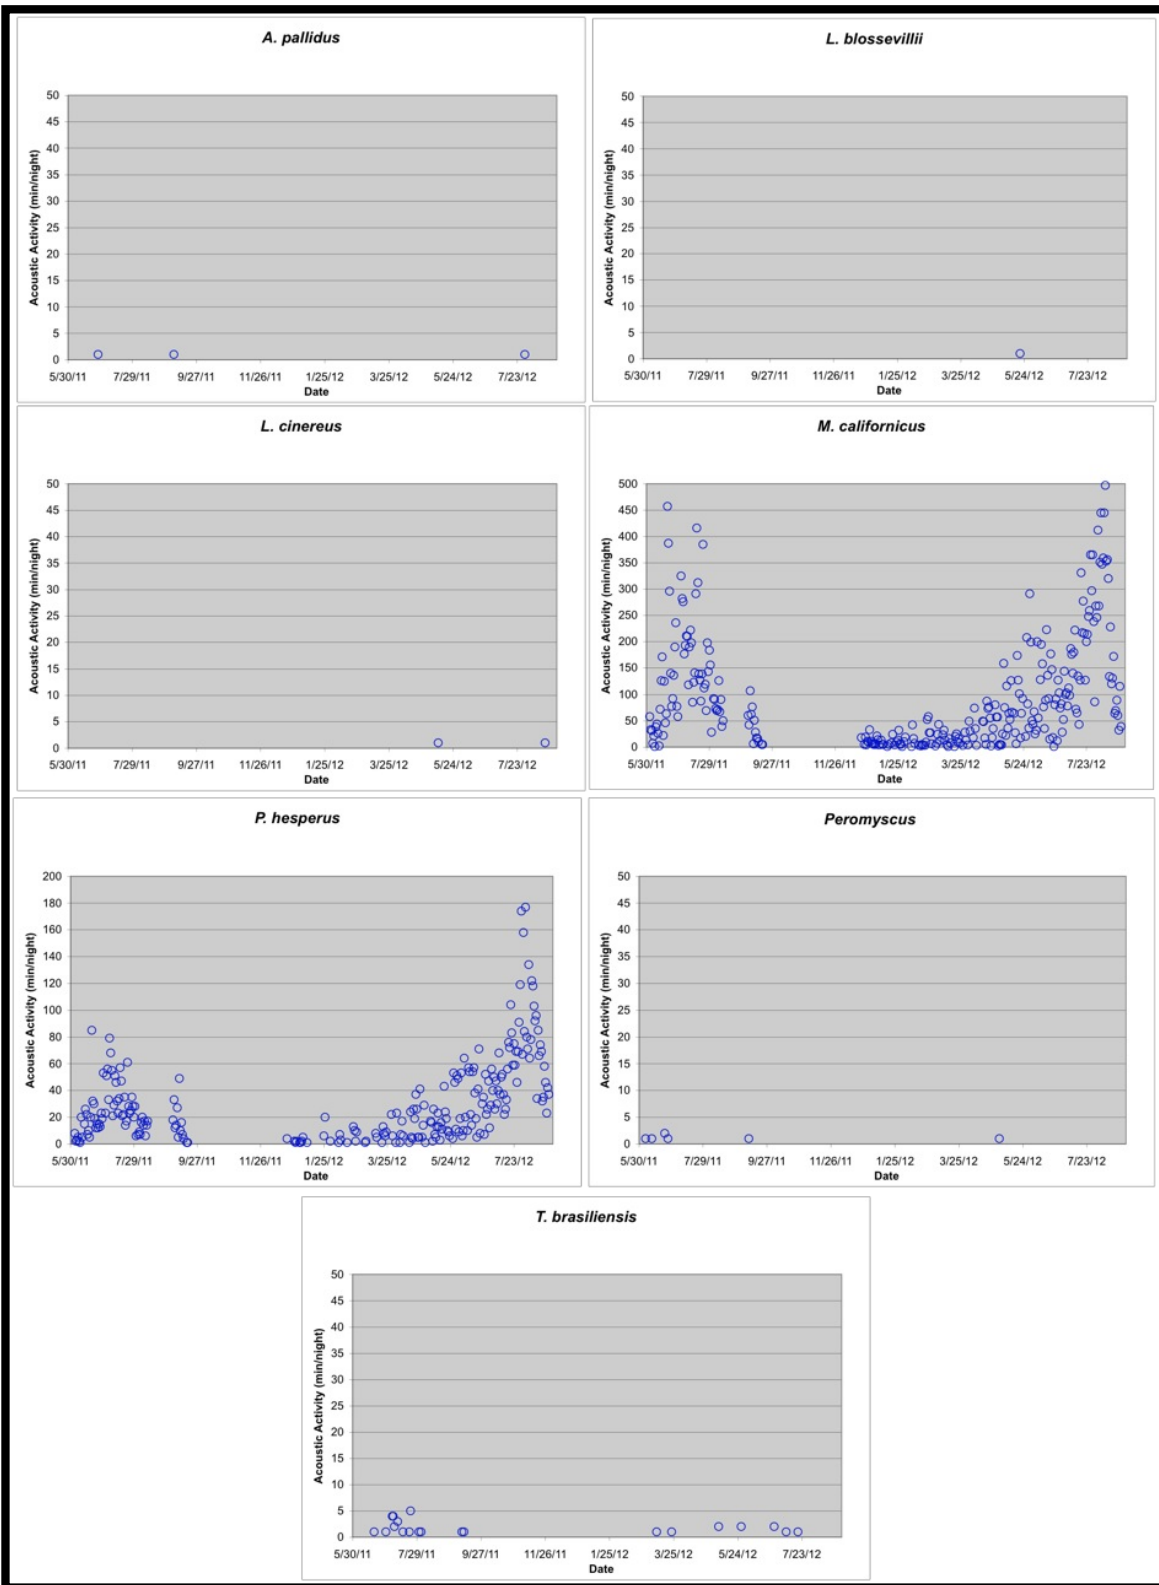 A. pallidus
Acoustic Activity (min/night)
50
45
40
35
30
25
20
15
10
5
0
5/30/11 7/29/11 9/27/11 11/26/11 1/25/12 3/25/12 5/24/12 7/23/12
Date
L. blossevillii
Acoustic Activity (min/night)
50
45
40
35
30
25
20
15
10
5
0
5/30/11 7/29/11 9/27/11 11/26/11 1/25/12 3/25/12 5/24/12 7/23/12
Date
L. cinereus
Acoustic Activity (min/night)
50
45
40
35
30
25
20
15
10
5
0
5/30/11 7/29/11 9/27/11 11/26/11 1/25/12 3/25/12 5/24/12 7/23/12
Date
M. californicus
Acoustic Activity (min/night)
500
450
400
350
300
250
200
150
100
50
0
5/30/11 7/29/11 9/27/11 11/26/11 1/25/12 3/25/12 5/24/12 7/23/12
Date
P. hesperus
Acoustic Activity (min/night)
200
180
160
140
120
100
80
60
40
20
0
5/30/11 7/29/11 9/27/11 11/26/11 1/25/12 3/25/12 5/24/12 7/23/12
Date
Peromyscus
Acoustic Activity (min/night)
50
45
40
35
30
25
20
15
10
5
0
5/30/11 7/29/11 9/27/11 11/26/11 1/25/12 3/25/12 5/24/12 7/23/12
Date
T. brasiliensis
Acoustic Activity (min/night)
50
45
40
35
30
25
20
15
10
5
0
5/30/11 7/29/11 9/27/11 11/26/11 1/25/12 3/25/12 5/24/12 7/23/12
Date